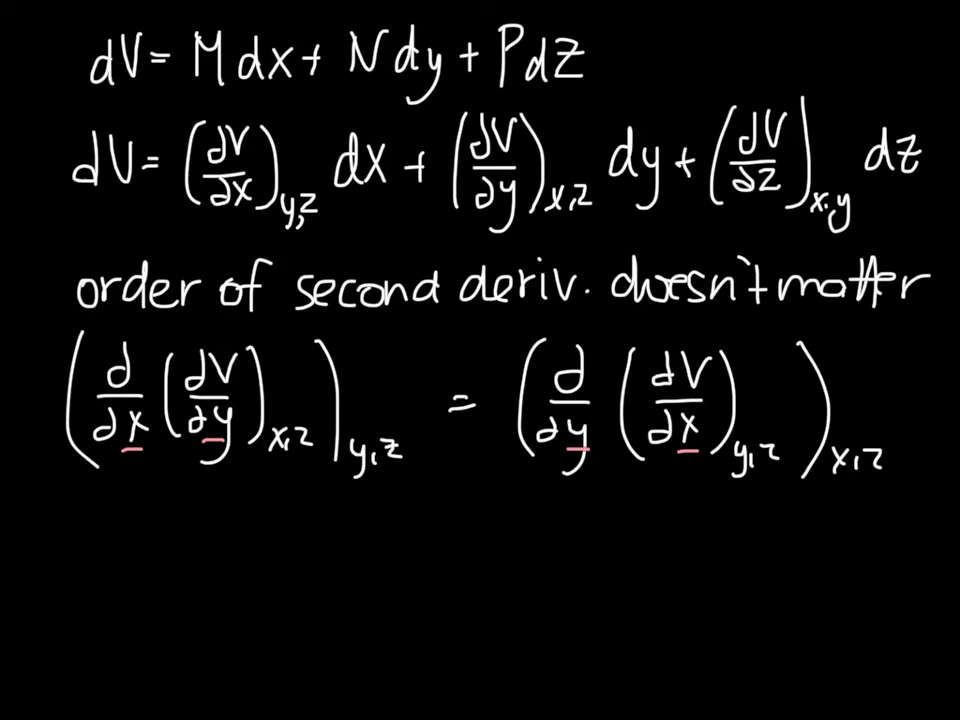 dV = M dx + N dy + P dz
dV = (∂V/∂x)y,z dx + (∂V/∂y)x,z dy + (∂V/∂z)x,y dz
order of second deriv. doesn't matter
(∂/∂x (∂V/∂y)x,z)y,z = (∂/∂y (∂V/∂x)y,z)x,z